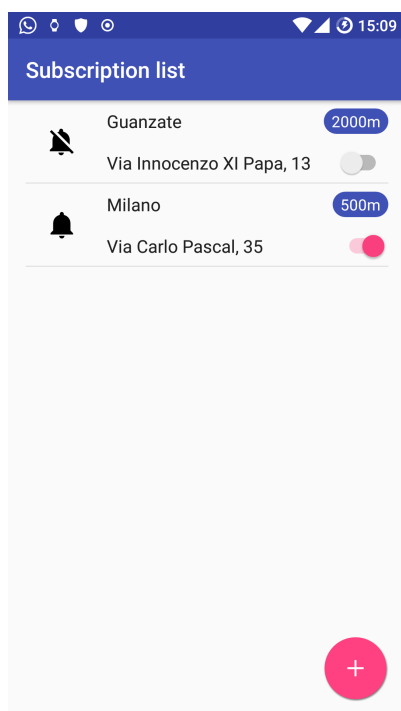 15:09
Subscription list
Guanzate
2000m
Via Innocenzo XI Papa, 13
Milano
500m
Via Carlo Pascal, 35